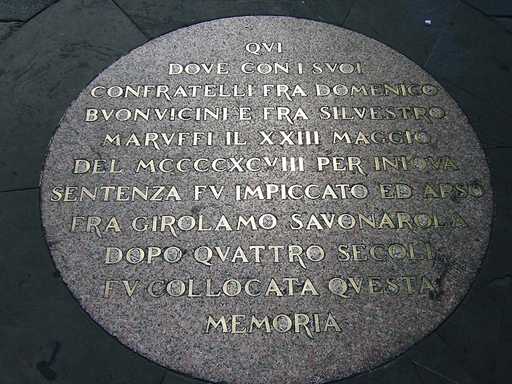 QVI
DOVE CON I SVOI
CONFRATELLI FRA DOMENICO
BVONVICINI E FRA SILVESTRO
MARVFFI IL XXIII MAGGIO
DEL MCCCCXCVIII PER INIQVA
SENTENZA FV IMPICCATO ED ARSO
FRA GIROLAMO SAVONAROLA
DOPO QVATTRO SECOLI
FV COLLOCATA QVESTA
MEMORIA